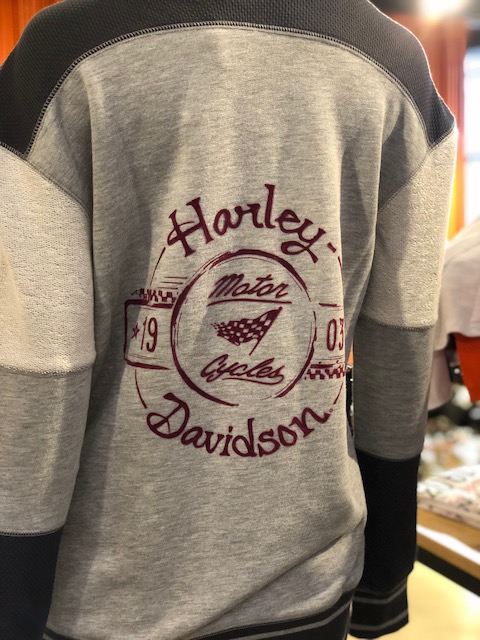 Harley-
Motor
★19 03
Cycles
Davidson